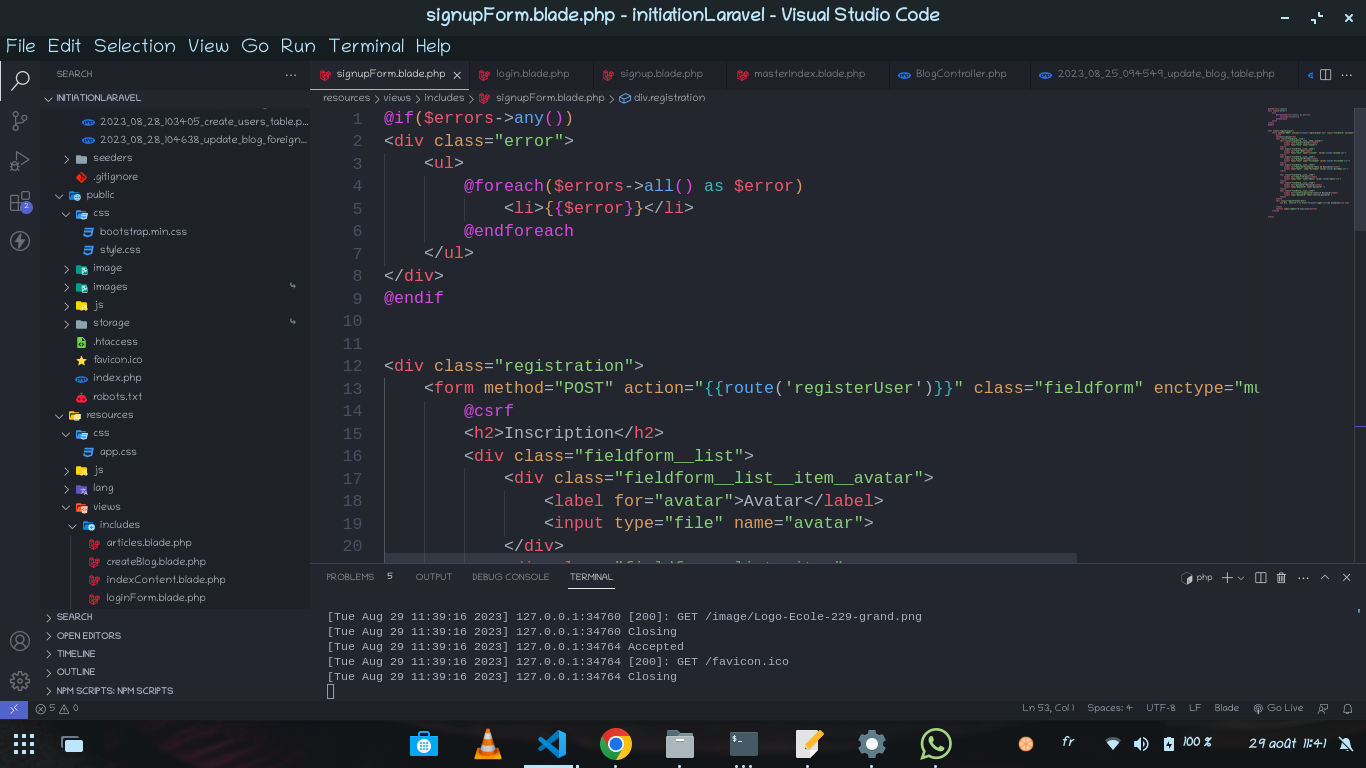 signupForm.blade.php - initiationLaravel - Visual Studio Code
File Edit Selection View Go Run Terminal Help
SEARCH
INITIATIONLARAVEL
2023_08_28_103405_create_users_table.p...
2023_08_28_104638_update_blog_foreign...
seeders
.gitignore
public
css
bootstrap.min.css
style.css
image
images
js
storage
.htaccess
favicon.ico
index.php
robots.txt
resources
css
app.css
js
lang
views
includes
articles.blade.php
createBlog.blade.php
indexContent.blade.php
loginForm.blade.php
SEARCH
OPEN EDITORS
TIMELINE
OUTLINE
NPM SCRIPTS: NPM SCRIPTS
2
signupForm.blade.php login.blade.php signup.blade.php masterIndex.blade.php BlogController.php 2023_08_25_094549_update_blog_table.php
resources > views > includes > signupForm.blade.php > div.registration
1 @if($errors->any())
2 <div class="error">
3 <ul>
4 @foreach($errors->all() as $error)
5 <li>{{$error}}</li>
6 @endforeach
7 </ul>
8 </div>
9 @endif
10
11
12 <div class="registration">
13 <form method="POST" action="{{route('registerUser')}}" class="fieldform" enctype="mu
14 @csrf
15 <h2>Inscription</h2>
16 <div class="fieldform__list">
17 <div class="fieldform__list__item__avatar">
18 <label for="avatar">Avatar</label>
19 <input type="file" name="avatar">
20 </div>
PROBLEMS 5 OUTPUT DEBUG CONSOLE TERMINAL php
[Tue Aug 29 11:39:16 2023] 127.0.0.1:34760 [200]: GET /image/Logo-Ecole-229-grand.png
[Tue Aug 29 11:39:16 2023] 127.0.0.1:34760 Closing
[Tue Aug 29 11:39:16 2023] 127.0.0.1:34764 Accepted
[Tue Aug 29 11:39:16 2023] 127.0.0.1:34764 [200]: GET /favicon.ico
[Tue Aug 29 11:39:16 2023] 127.0.0.1:34764 Closing
5 0 Ln 53, Col 1 Spaces: 4 UTF-8 LF Blade Go Live
fr 100 % 29 août 11:41